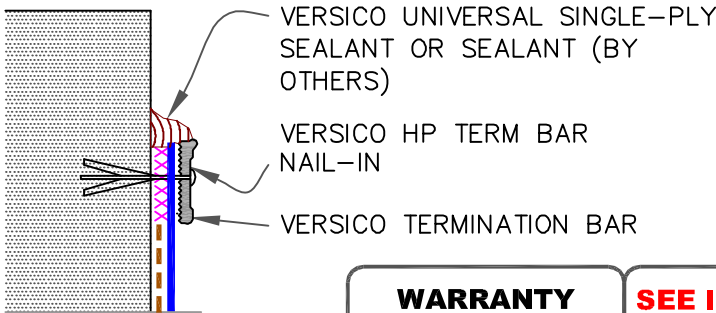 VERSICO UNIVERSAL SINGLE-PLY
SEALANT OR SEALANT (BY
OTHERS)
VERSICO HP TERM BAR
NAIL-IN
VERSICO TERMINATION BAR
WARRANTY
SEE